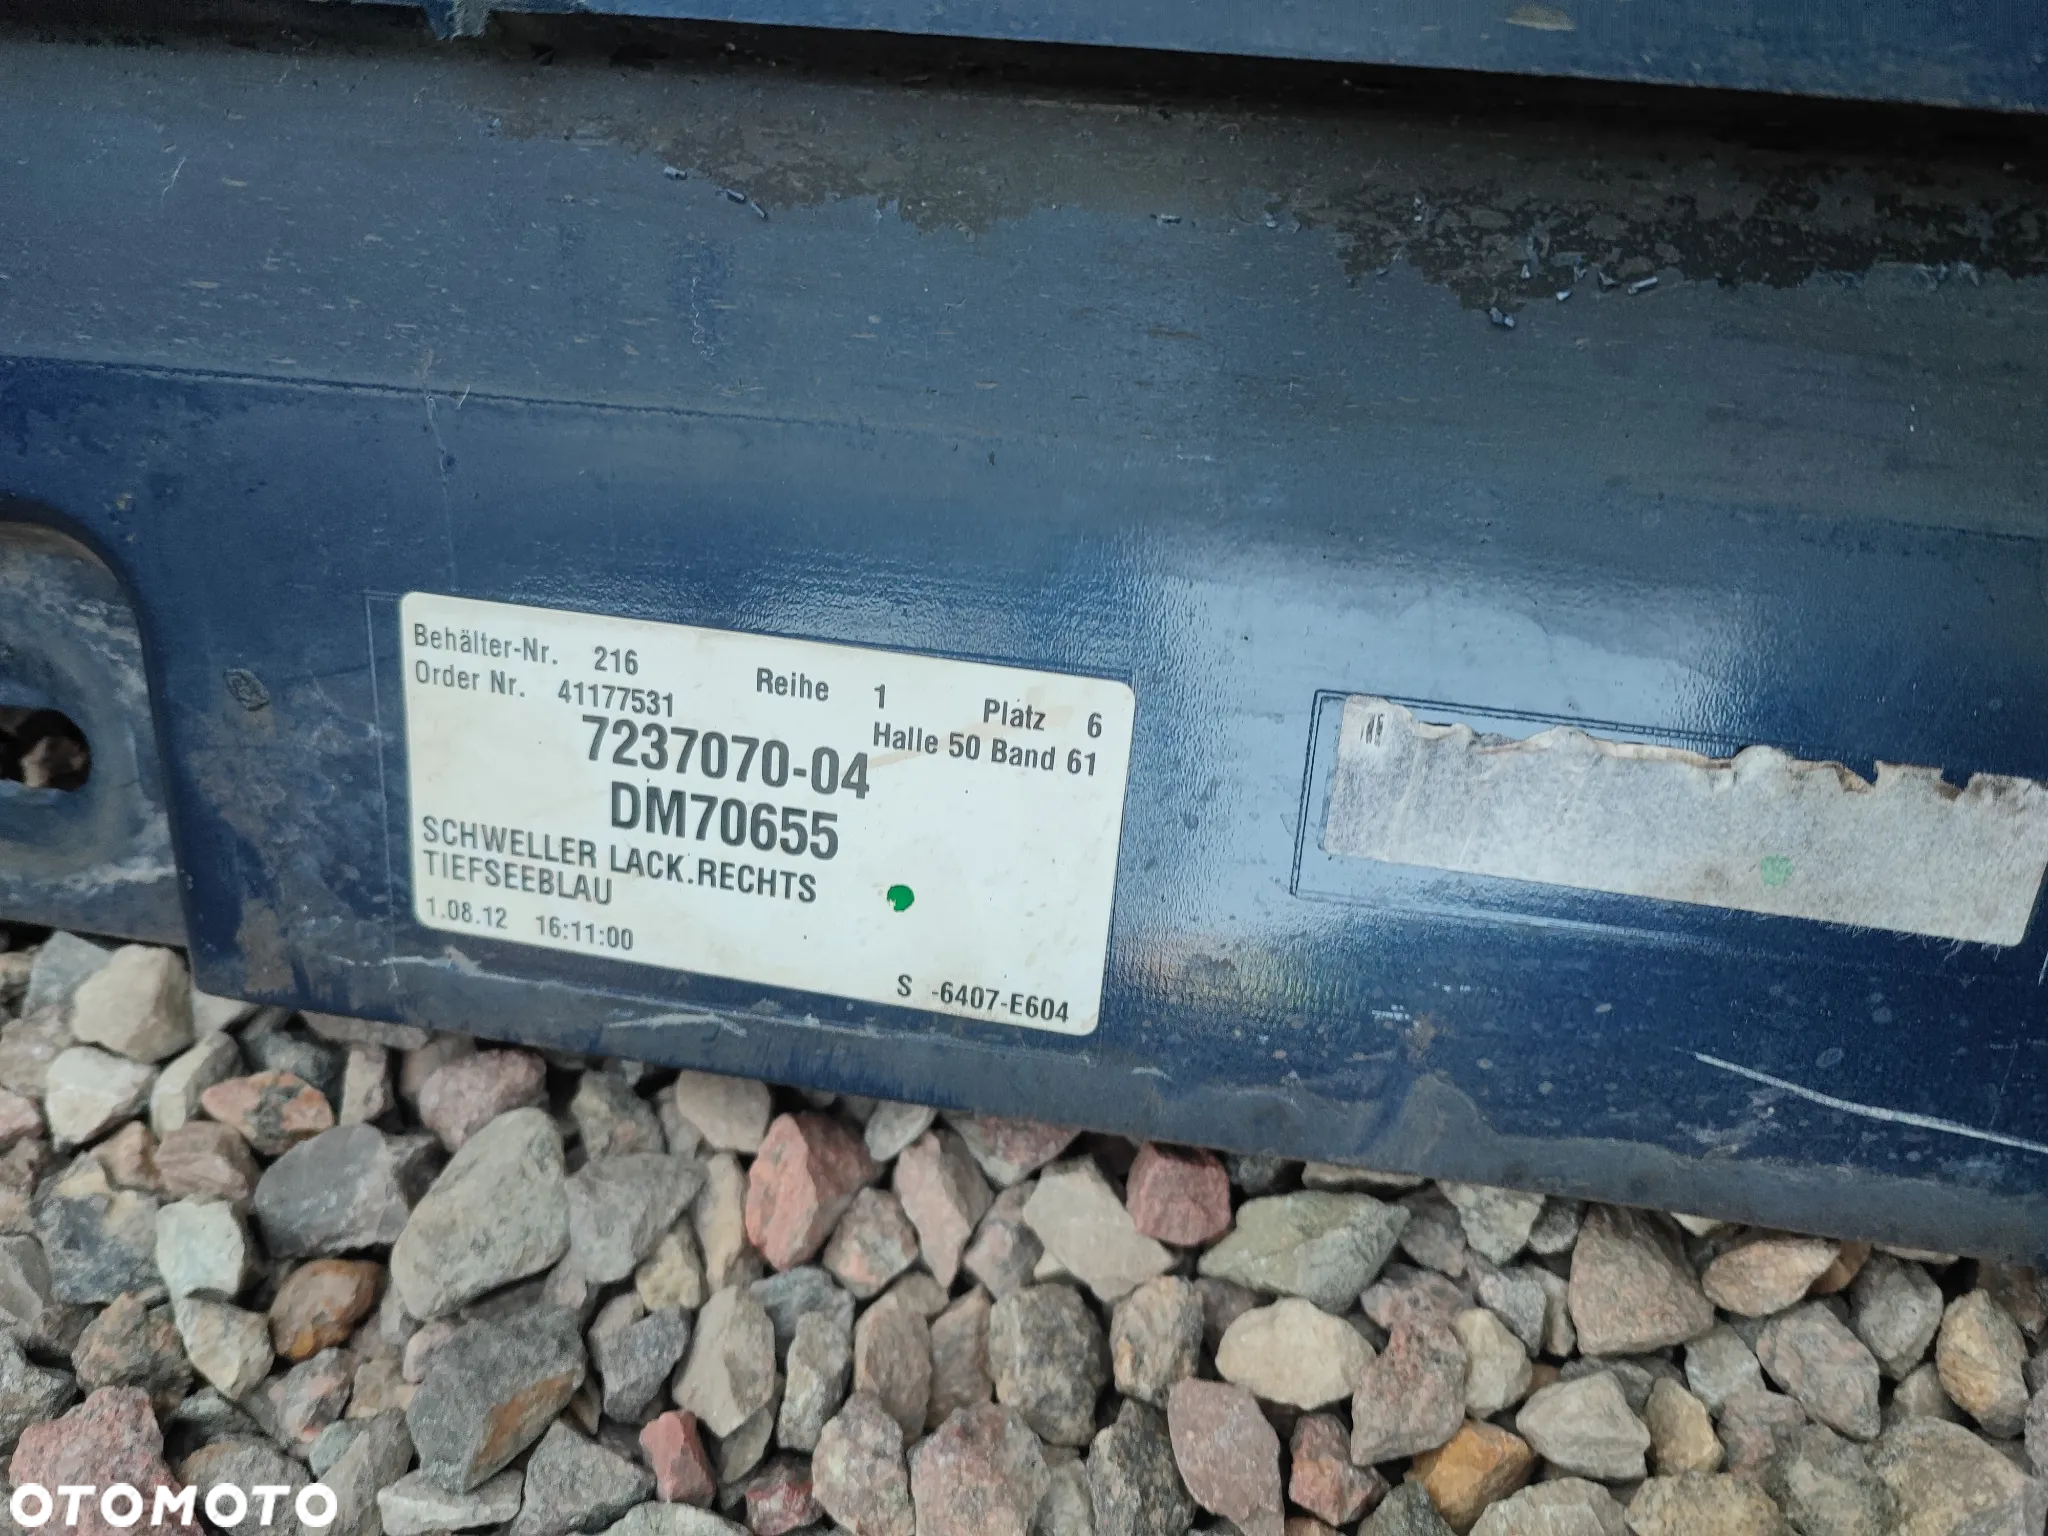 Behälter-Nr. 216 Reihe 1 Platz 6
Order Nr. 41177531 Halle 50 Band 61
7237070-04
DM70655
SCHWELLER LACK.RECHTS
TIEFSEEBLAU
1.08.12 16:11:00
S -6407-E604
OTOMOTO